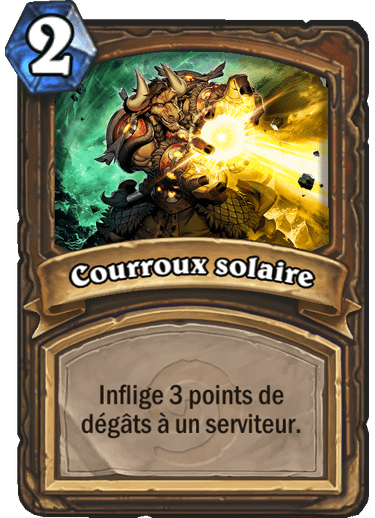 2
Courroux solaire
Inflige 3 points de
dégâts à un serviteur.